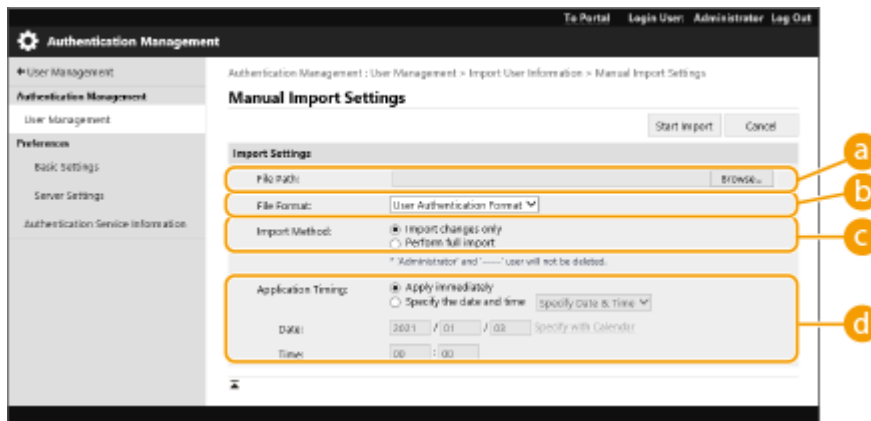 To Portal Login User: Administrator Log Out
Authentication Management
User Management
Authentication Management : User Management > Import User Information > Manual Import Settings
Authentication Management
Manual Import Settings
User Management
Start Import Cancel
Preferences
Import Settings
Basic Settings
File Path: Browse...
a
Server Settings
File Format: User Authentication Format
b
Authentication Service Information
Import Method: Import changes only
Perform full import
c
* 'Administrator' and '-----' user will not be deleted.
Application Timing: Apply immediately
Specify the date and time Specify Date & Time
Date: 2021 / 01 / 03 Specify with Calendar
d
Time: 00 : 00